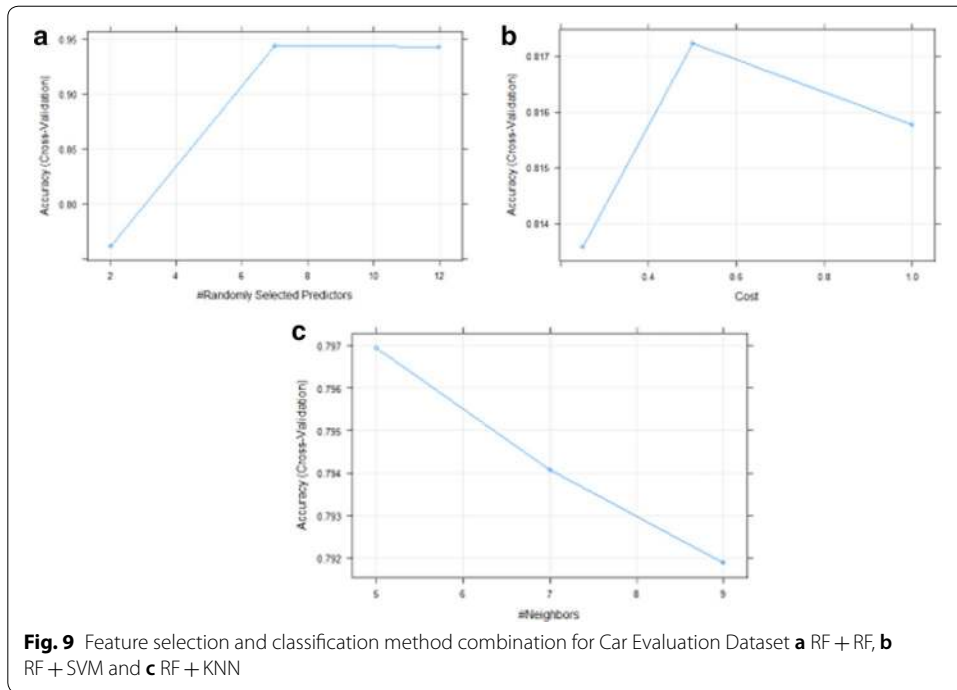 a
0.95
0.90
0.85
0.80
Accuracy (Cross-Validation)
2 4 6 8 10 12
#Randomly Selected Predictors
b
0.817
0.816
0.815
0.814
Accuracy (Cross-Validation)
0.4 0.6 0.8 1.0
Cost
c
0.797
0.796
0.795
0.794
0.793
0.792
Accuracy (Cross-Validation)
5 6 7 8 9
#Neighbors
Fig. 9 Feature selection and classification method combination for Car Evaluation Dataset a RF + RF, b
RF + SVM and c RF + KNN